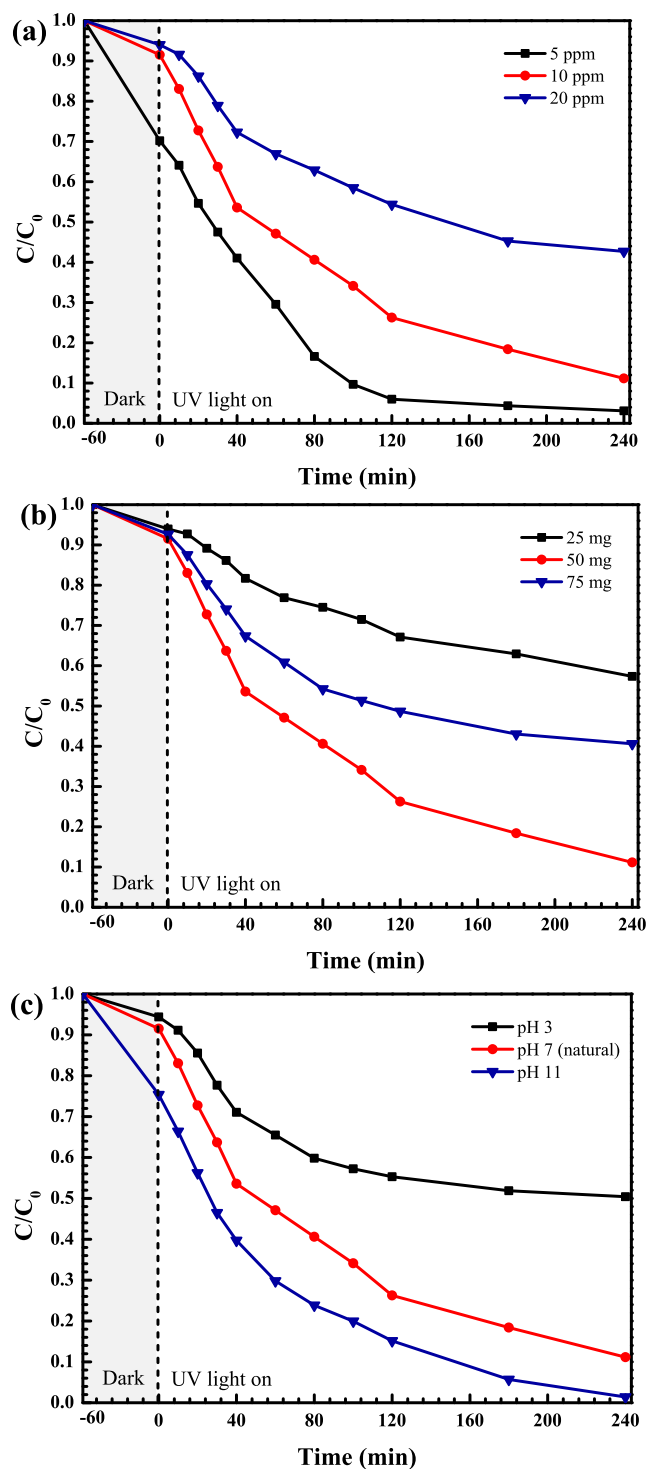 (a)
1.0
0.9
0.8
0.7
0.6
0.5
0.4
0.3
0.2
0.1
0.0
C/C₀
5 ppm
10 ppm
20 ppm
Dark
UV light on
-60 0 40 80 120 160 200 240
Time (min)
(b)
1.0
0.9
0.8
0.7
0.6
0.5
0.4
0.3
0.2
0.1
0.0
C/C₀
25 mg
50 mg
75 mg
Dark
UV light on
-60 0 40 80 120 160 200 240
Time (min)
(c)
1.0
0.9
0.8
0.7
0.6
0.5
0.4
0.3
0.2
0.1
0.0
C/C₀
pH 3
pH 7 (natural)
pH 11
Dark
UV light on
-60 0 40 80 120 160 200 240
Time (min)